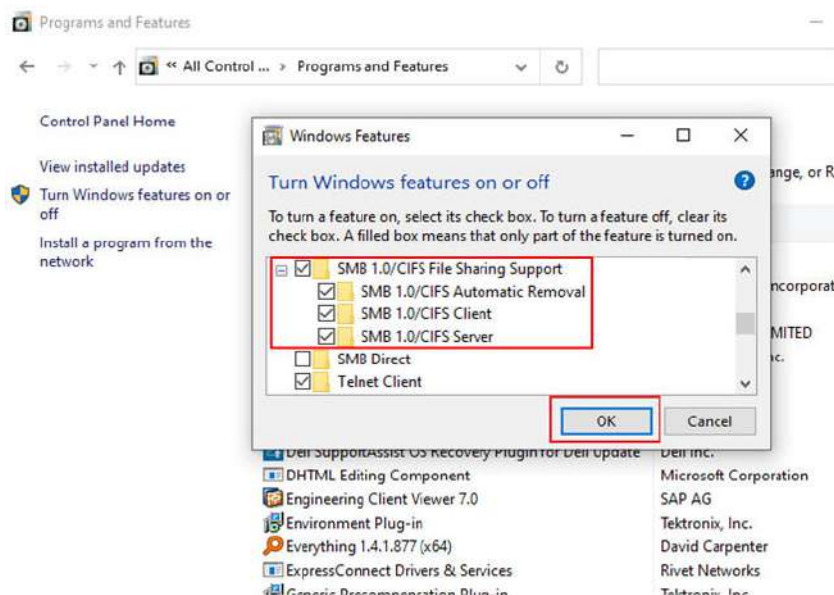 Programs and Features
« All Control ... › Programs and Features
Control Panel Home
View installed updates
Turn Windows features on or
off
Install a program from the
network
Windows Features
Turn Windows features on or off
?
To turn a feature on, select its check box. To turn a feature off, clear its
check box. A filled box means that only part of the feature is turned on.
SMB 1.0/CIFS File Sharing Support
SMB 1.0/CIFS Automatic Removal
SMB 1.0/CIFS Client
SMB 1.0/CIFS Server
SMB Direct
Telnet Client
OK
Cancel
ange, or R
ncorporat
MITED
nc.
Dell SupportAssist OS Recovery Plugin for Dell Update Dell Inc.
DHTML Editing Component Microsoft Corporation
Engineering Client Viewer 7.0 SAP AG
Environment Plug-in Tektronix, Inc.
Everything 1.4.1.877 (x64) David Carpenter
ExpressConnect Drivers & Services Rivet Networks
Generic Precompensation Plug-in Tektronix, Inc.